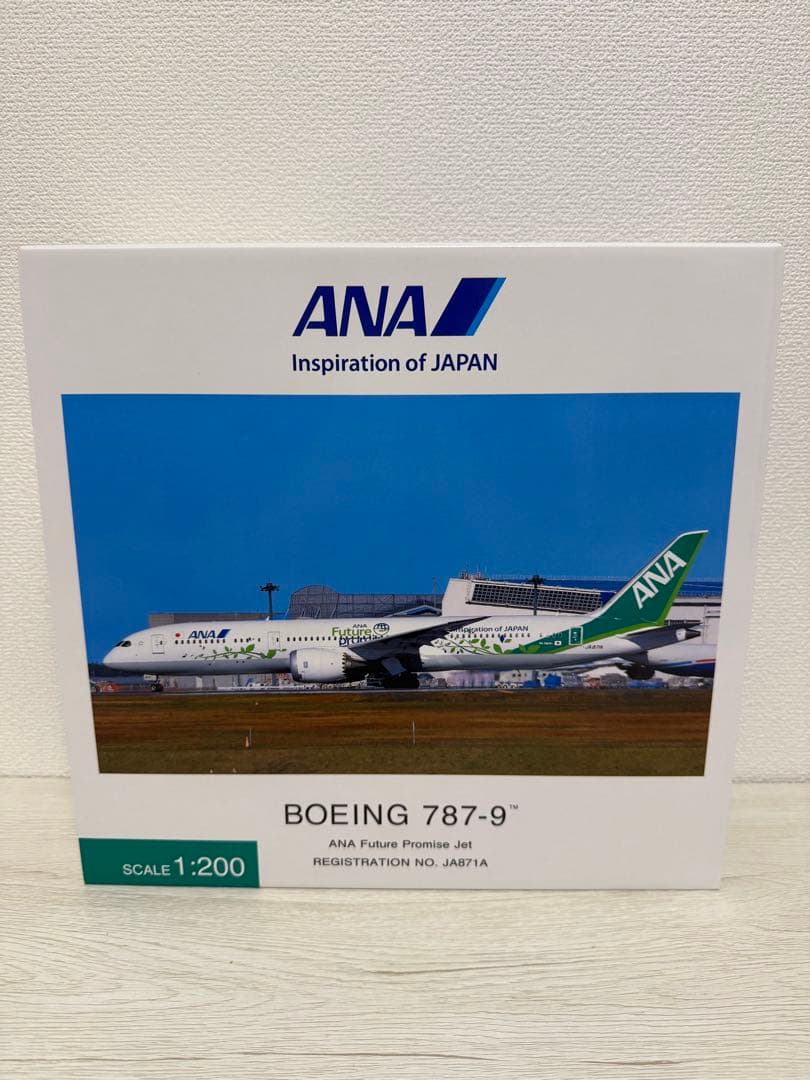 ANA
Inspiration of JAPAN
ANA
ANA
ANA
Future
Promise
Inspiration of JAPAN
BOEING 787-9™
ANA Future Promise Jet
REGISTRATION NO. JA871A
SCALE 1:200